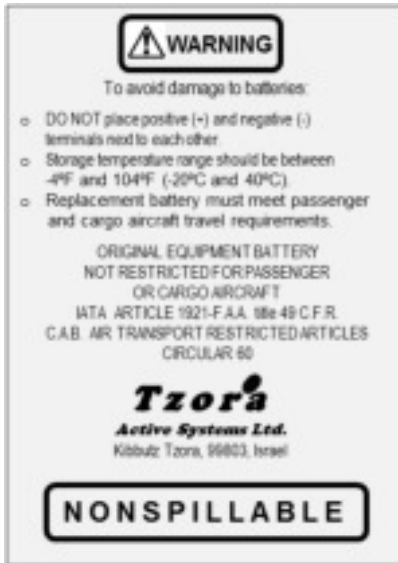 WARNING
To avoid damage to batteries:
o DO NOT place positive (+) and negative (-)
terminals next to each other.
o Storage temperature range should be between
-4ºF and 104ºF (-20ºC and 40ºC).
o Replacement battery must meet passenger
and cargo aircraft travel requirements.
ORIGINAL EQUIPMENT BATTERY
NOT RESTRICTED FOR PASSENGER
OR CARGO AIRCRAFT
IATA ARTICLE 1921-F.A.A. title 49 C.F.R.
C.A.B. AIR TRANSPORT RESTRICTED ARTICLES
CIRCULAR 60
Tzora
Active Systems Ltd.
Kibbutz Tzora, 99803, Israel
NONSPILLABLE